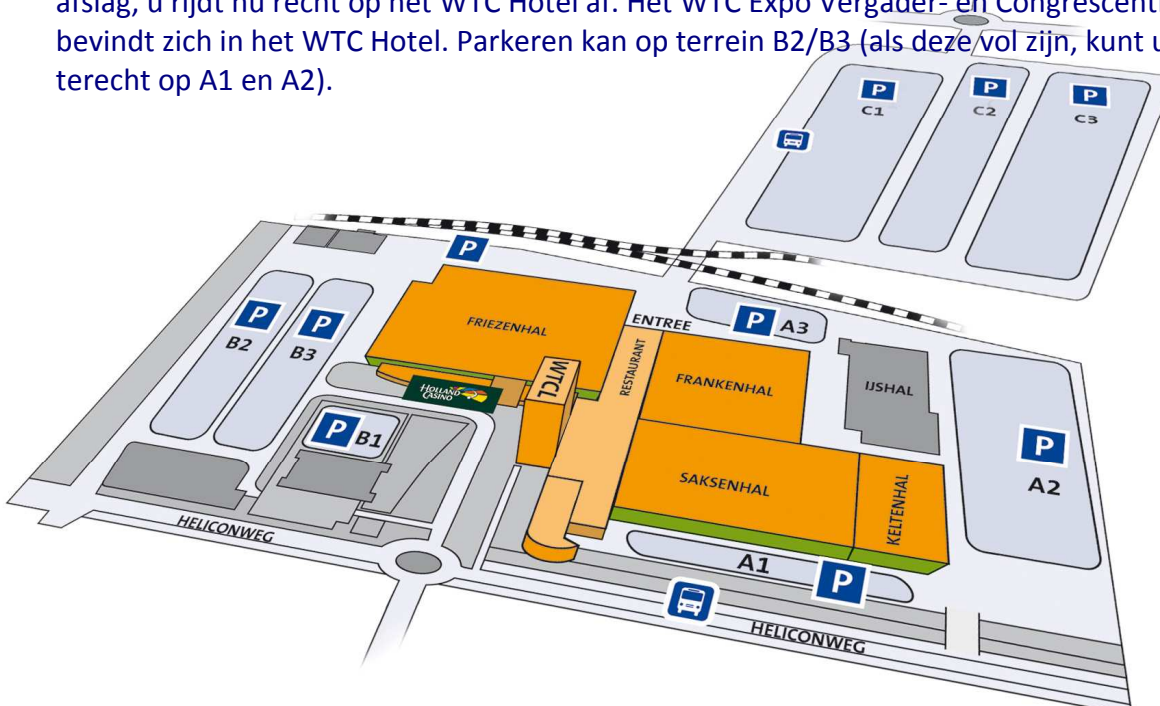 afslag, u rijdt nu recht op het WTC Hotel af. Het WTC Expo Vergader- en
bevindt zich in het WTC Hotel. Parkeren kan op terrein B2/B3 (als deze vol zijn, kunt u
terecht op A1 en A2).
P
C1
P
C2
P
C3
P
FRIEZENHAL
ENTREE
P A3
P
B2
P
B3
WTCL
RESTAURANT
FRANKENHAL
IJSHAL
HOLLAND
CASINO
P B1
P
A2
SAKSENHAL
KELTENHAL
HELICONWEG
A1
P
HELICONWEG